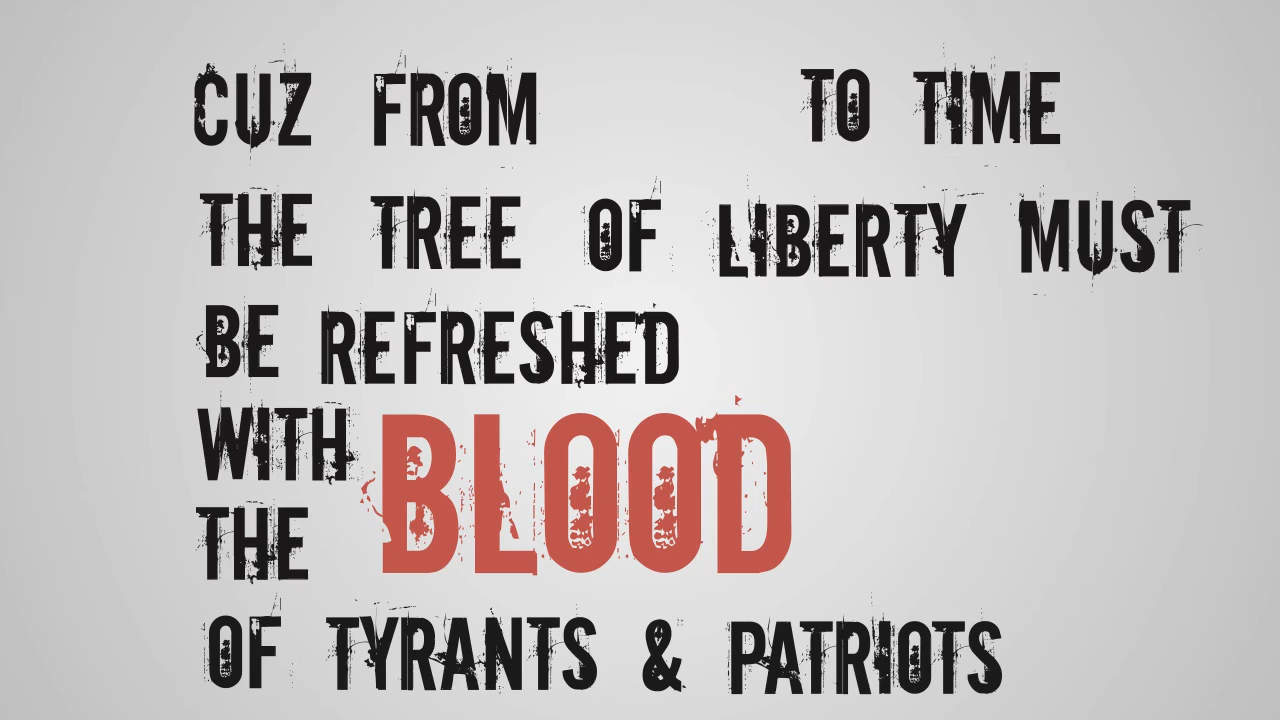 CUZ FROM TO TIME
THE TREE OF LIBERTY MUST
BE REFRESHED
WITH BLOOD
THE
OF TYRANTS & PATRIOTS